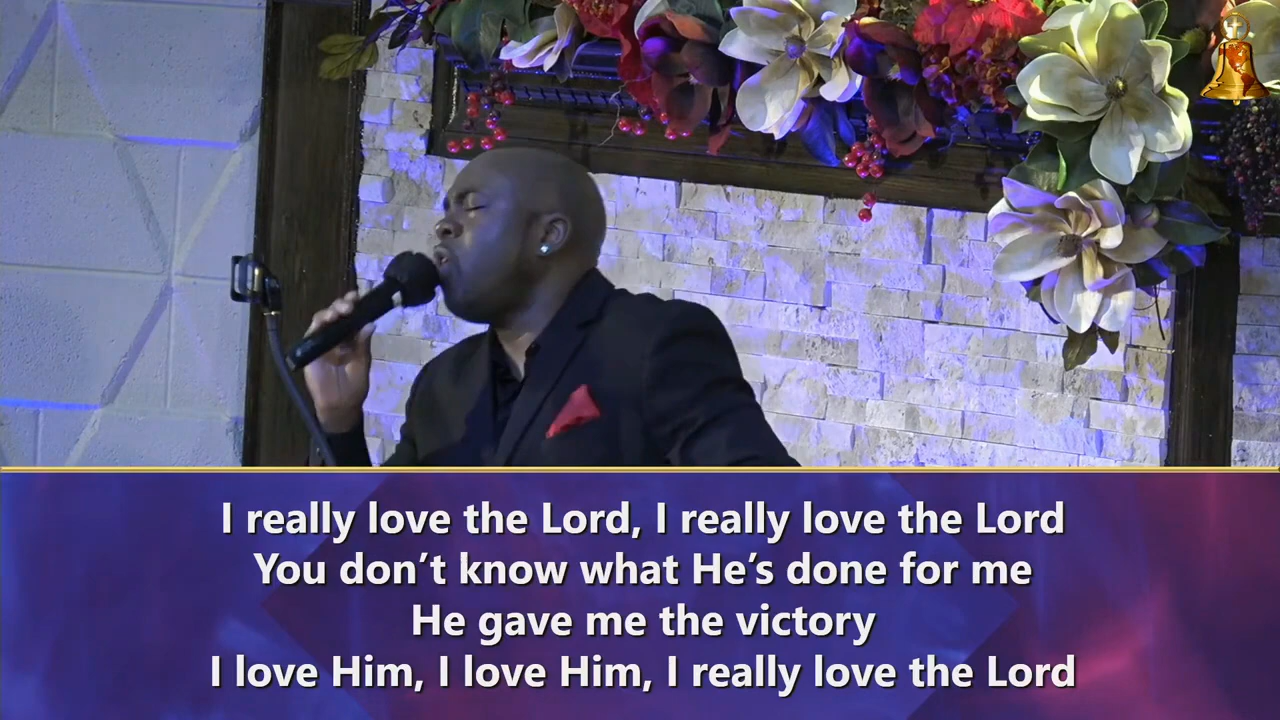 I really love the Lord, I really love the Lord
You don’t know what He’s done for me
He gave me the victory
I love Him, I love Him, I really love the Lord